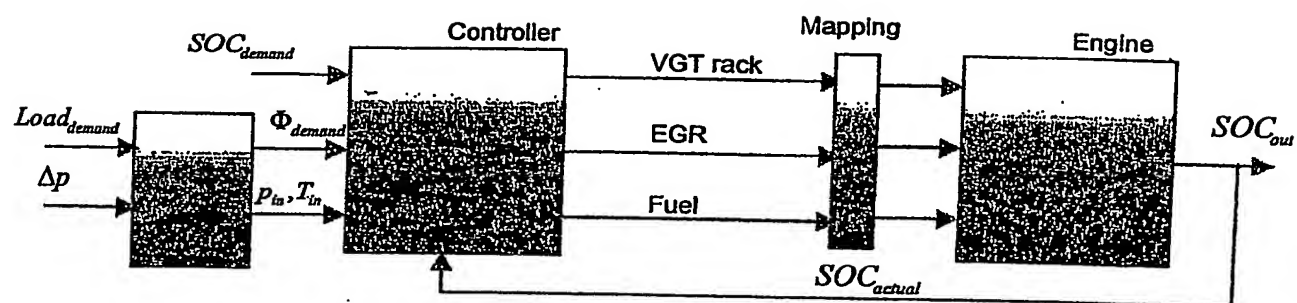 Controller
Mapping
Engine
SOC_demand
VGT rack
Load_demand
Φ_demand
EGR
SOC_out
Δp
p_in, T_in
Fuel
SOC_actual